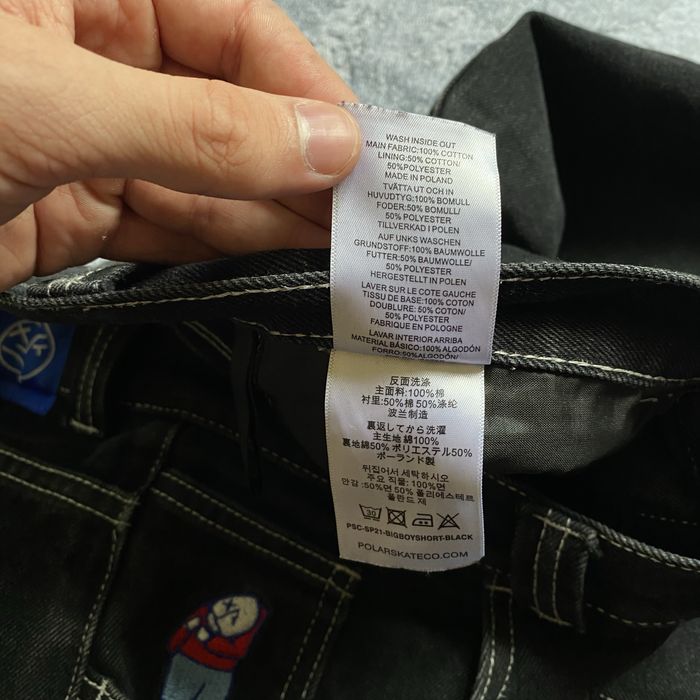 WASH INSIDE OUT
MAIN FABRIC:100% COTTON
LINING:50% COTTON/
50%POLYESTER
MADE IN POLAND
TVÄTTA UT OCH IN
HUVUDTYG:100% BOMULL
FODER:50% BOMULL/
50% POLYESTER
TILLVERKAD I POLEN
AUF UNKS WASCHEN
GRUNDSTOFF:100% BAUMWOLLE
FUTTER:50% BAUMWOLLE/
50% POLYESTER
HERGESTELLT IN POLEN
LAVER SUR LE COTE GAUCHE
TISSU DE BASE:100% COTON
DOUBLURE: 50% COTON/
50% POLYESTER
FABRIQUE EN POLOGNE
LAVAR INTERIOR ARRIBA
MATERIAL BÁSICO:100% ALGODÓN
FORRO:50% ALGODÓN/
反面洗涤
主面料:100%棉
衬里:50%棉 50%涤纶
波兰制造
裏返してから洗濯
主生地 綿100%
裏地綿50% ポリエステル50%
ポーランド製
뒤집어서 세탁하시오
주요 직물: 100%면
안감 :50%면 50% 폴리에스테르
폴란드 제
30
PSC-SP21-BIGBOYSHORT-BLACK
POLARSKATECO.COM